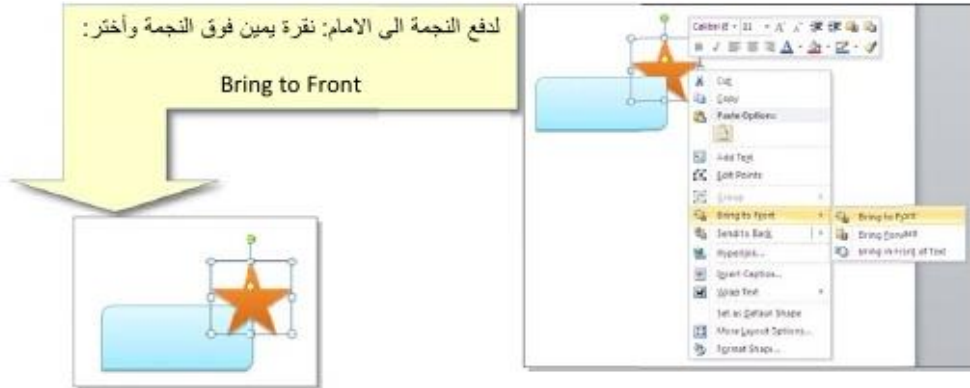 لدفع النجمة الى الامام: نقرة يمين فوق النجمة وأختر:
Bring to Front
Calibri (E 11
Cut
Copy
Paste Options:
Add Text
Edit Points
Group
Bring to Front
Send to Back
Hyperlink...
Insert Caption...
Wrap Text
Set as Default Shape
More Layout Options...
Format Shape...
Bring to Front
Bring Forward
Bring in Front of Text